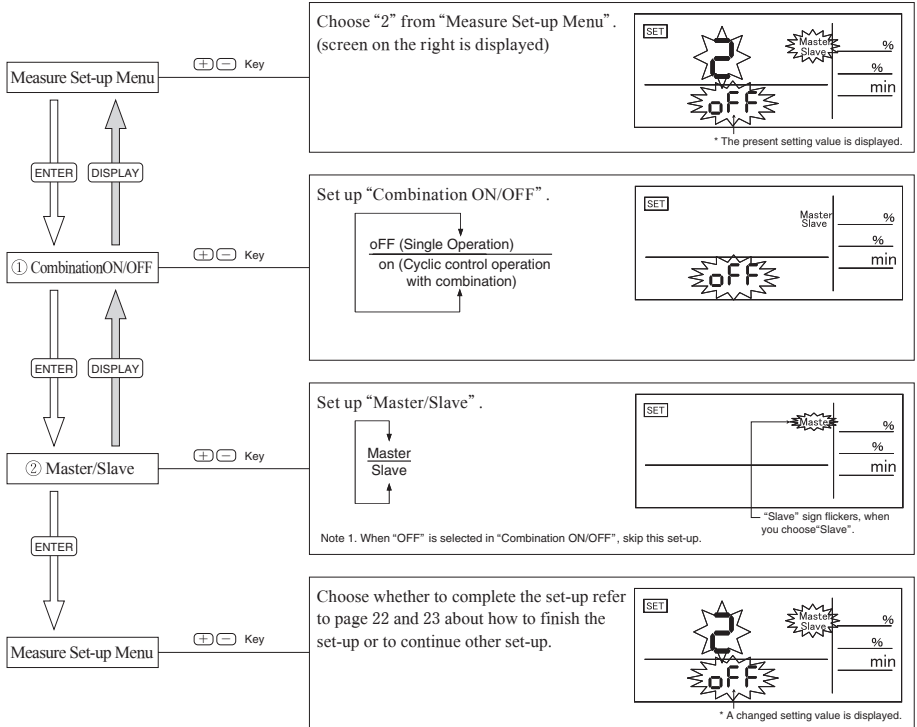 Measure Set-up Menu
+ - Key
Choose “2” from “Measure Set-up Menu”.
(screen on the right is displayed)
SET
2
Master
Slave
%
%
min
oFF
* The present setting value is displayed.
ENTER
DISPLAY
① CombinationON/OFF
+ - Key
Set up “Combination ON/OFF”.
oFF (Single Operation)
on (Cyclic control operation
with combination)
SET
Master
Slave
%
%
min
oFF
ENTER
DISPLAY
② Master/Slave
+ - Key
Set up “Master/Slave”.
Master
Slave
SET
Master
%
%
min
“Slave” sign flickers, when
you choose“Slave”.
Note 1. When “OFF” is selected in “Combination ON/OFF”, skip this set-up.
ENTER
Measure Set-up Menu
+ - Key
Choose whether to complete the set-up refer
to page 22 and 23 about how to finish the
set-up or to continue other set-up.
SET
2
Master
Slave
%
%
min
oFF
* A changed setting value is displayed.